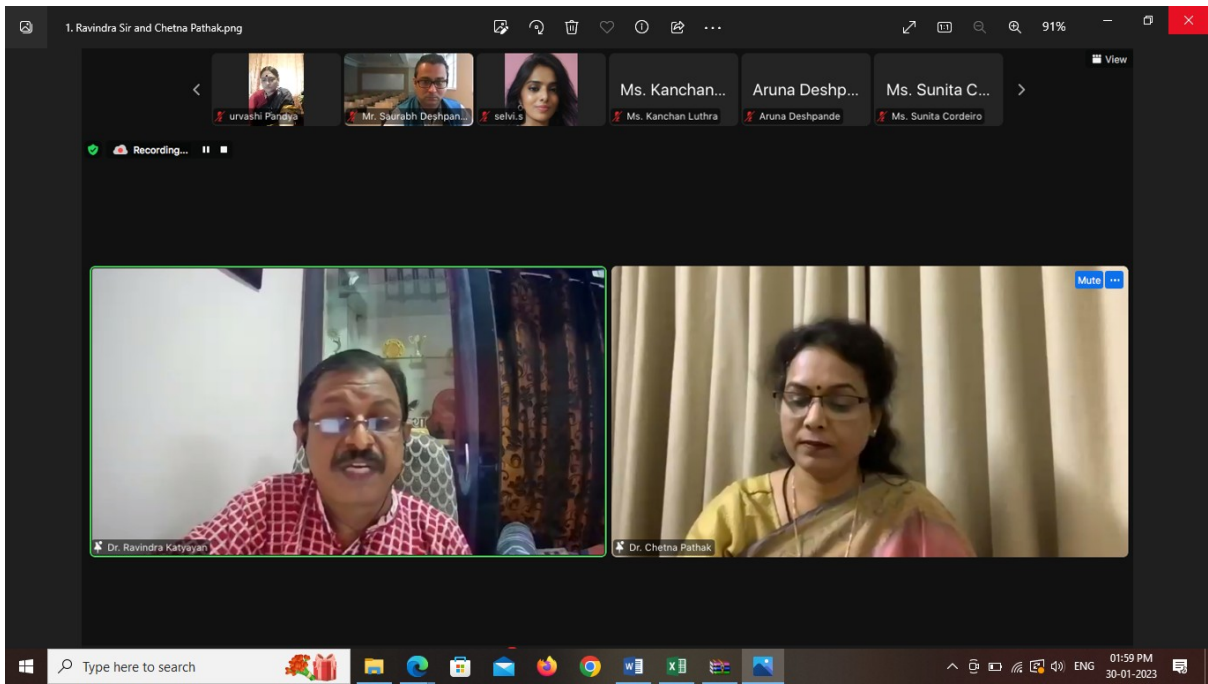 1. Ravindra Sir and Chetna Pathak.png
91%
View
Ms. Kanchan... Aruna Deshp... Ms. Sunita C...
urvashi Pandya Mr. Saurabh Deshpan... selvi.s Ms. Kanchan Luthra Aruna Deshpande Ms. Sunita Cordeiro
Recording...
Mute
Dr. Ravindra Katyayan Dr. Chetna Pathak
Type here to search
ENG
01:59 PM
30-01-2023